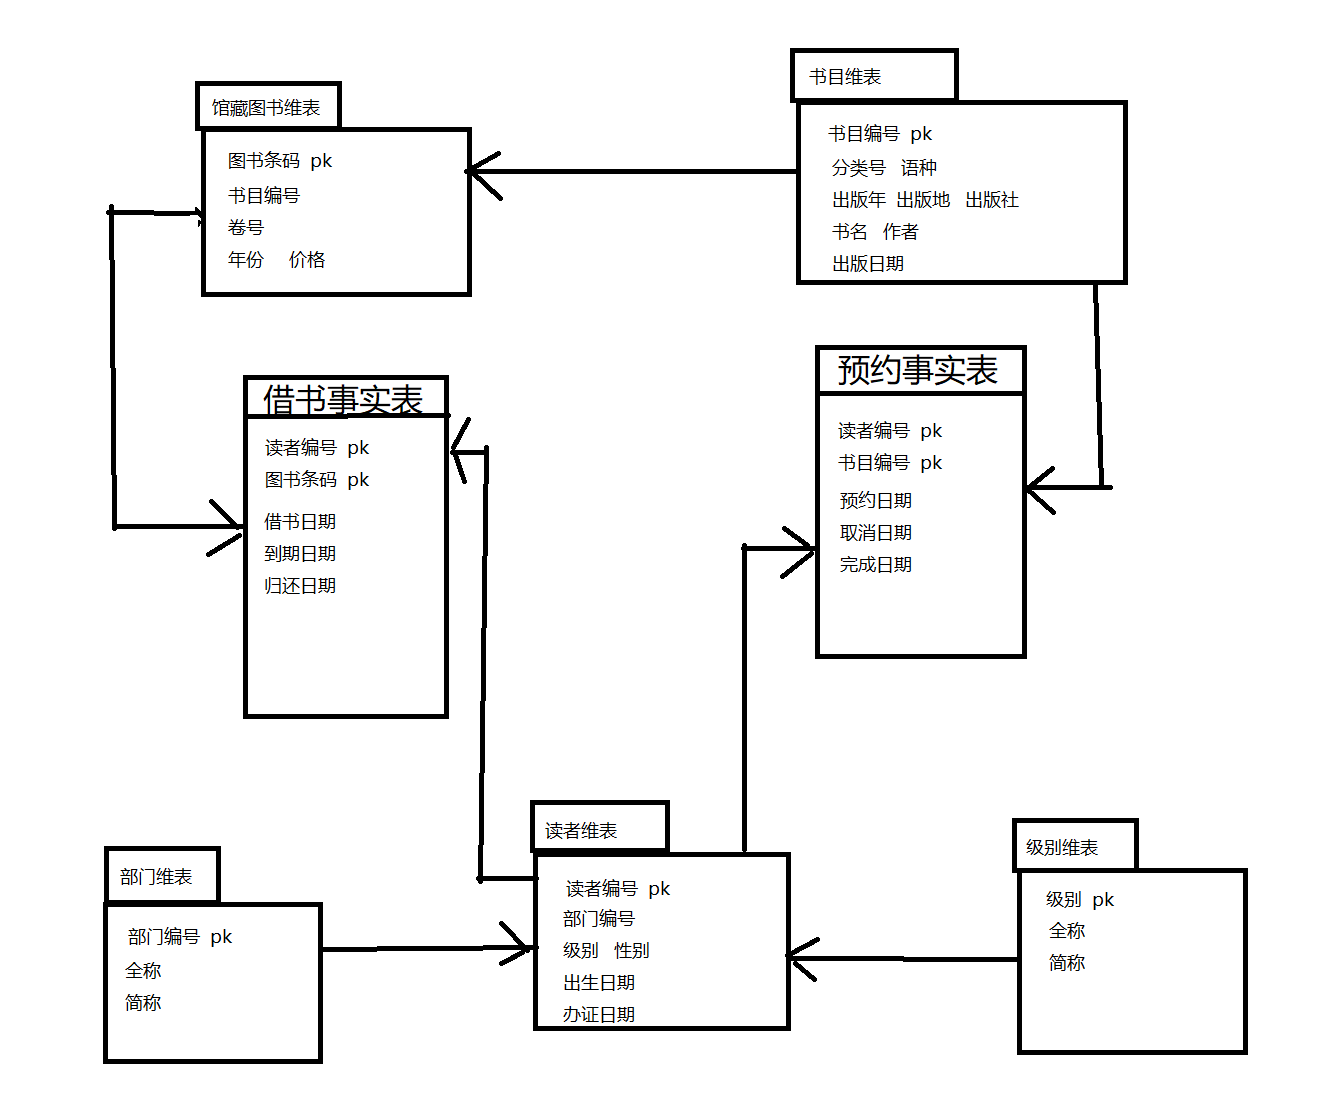 书目维表
书目编号 pk
分类号 语种
出版年 出版地 出版社
书名 作者
出版日期
馆藏图书维表
图书条码 pk
书目编号
卷号
年份 价格
借书事实表
读者编号 pk
图书条码 pk
借书日期
到期日期
归还日期
预约事实表
读者编号 pk
书目编号 pk
预约日期
取消日期
完成日期
部门维表
部门编号 pk
全称
简称
读者维表
读者编号 pk
部门编号
级别 性别
出生日期
办证日期
级别维表
级别 pk
全称
简称